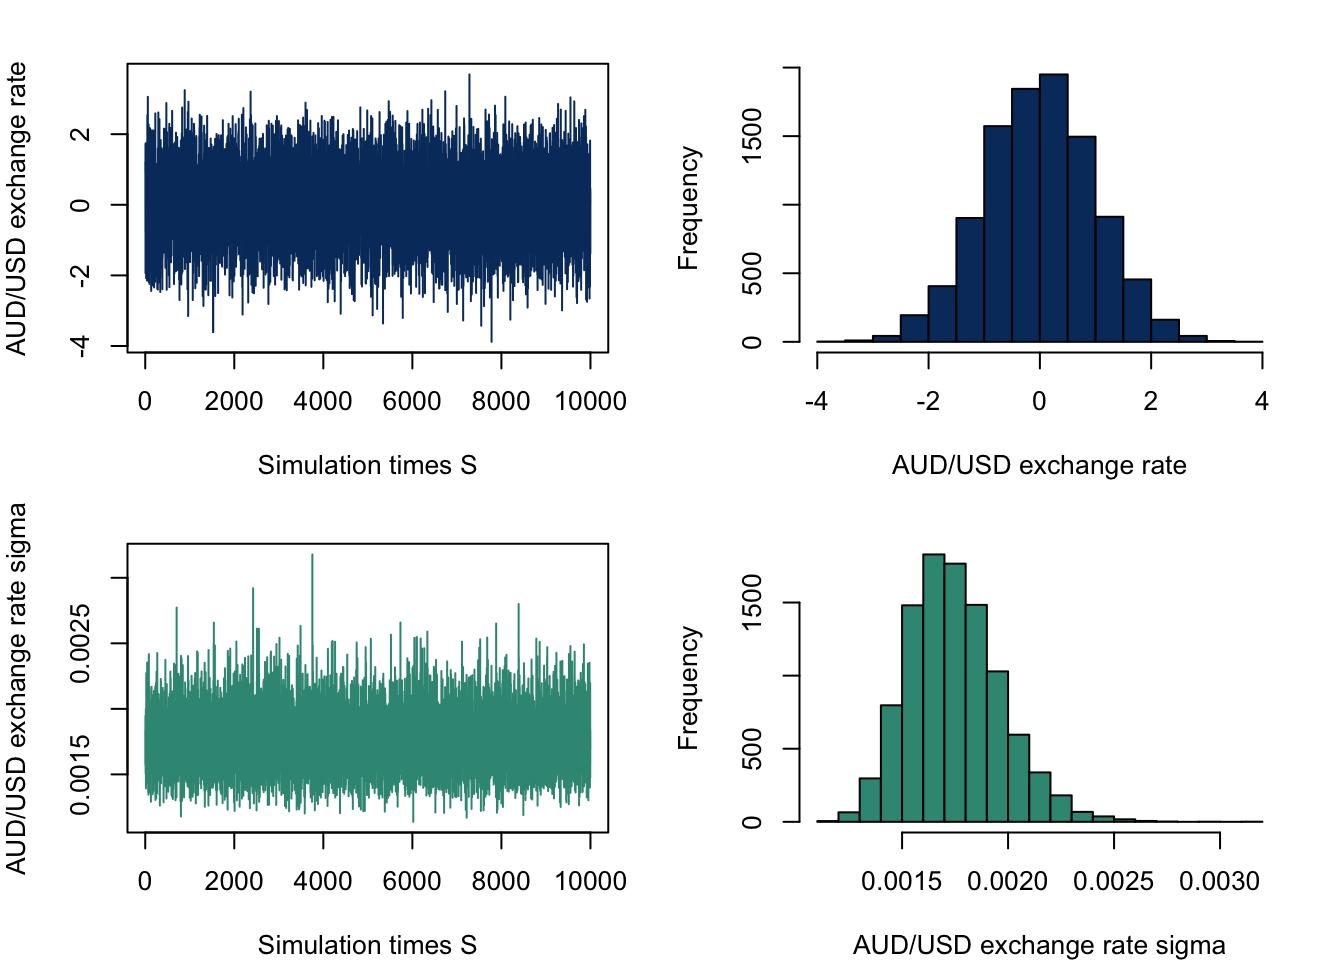 AUD/USD exchange rate
2
0
-2
-4
0 2000 4000 6000 8000 10000
Simulation times S
Frequency
1500
500
0
-4 -2 0 2 4
AUD/USD exchange rate
AUD/USD exchange rate sigma
0.0025
0.0015
0 2000 4000 6000 8000 10000
Simulation times S
Frequency
1500
500
0
0.0015 0.0020 0.0025 0.0030
AUD/USD exchange rate sigma